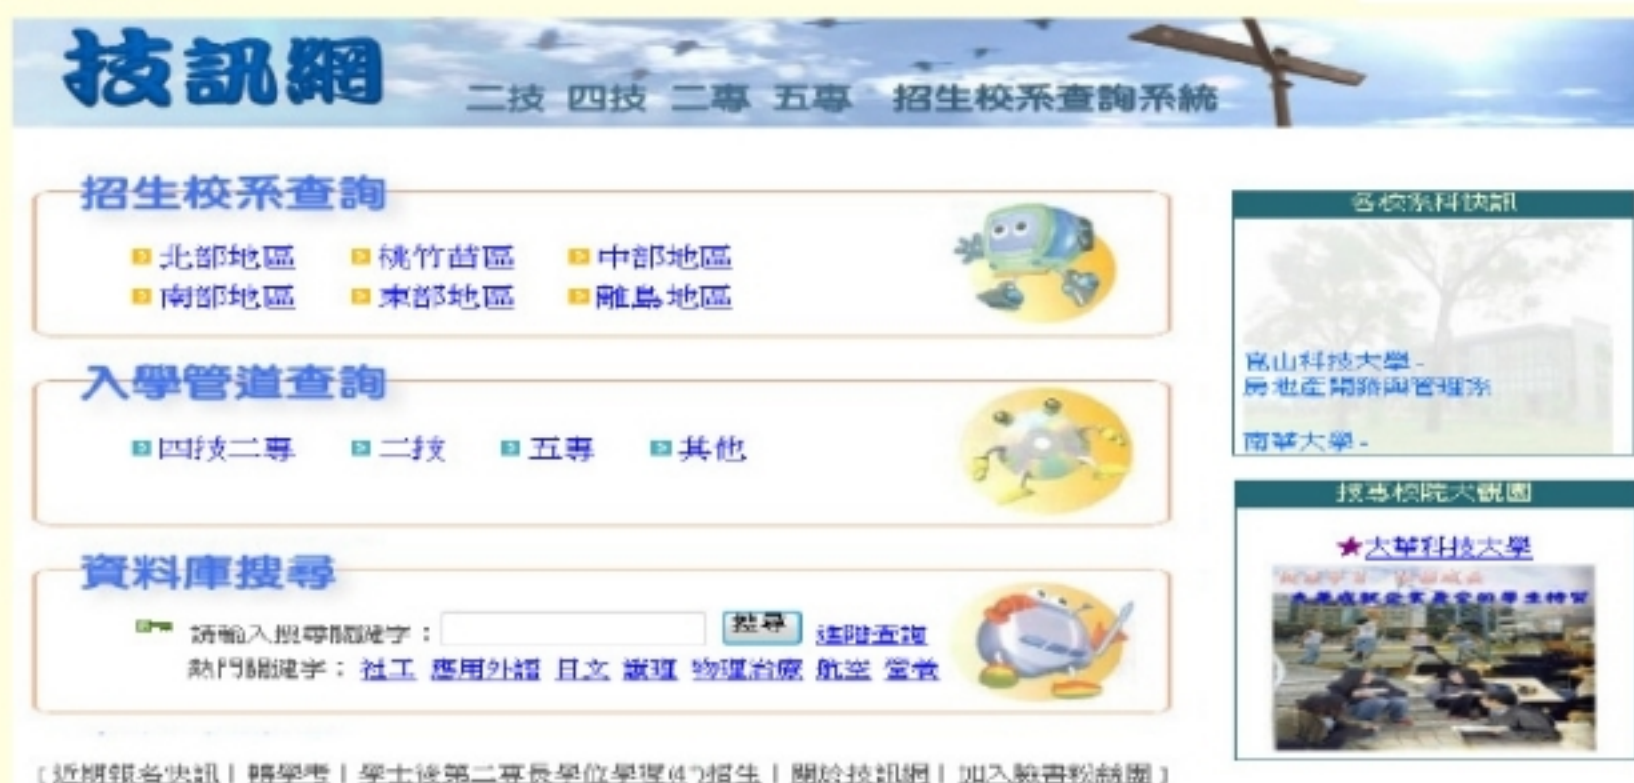 技訊網
二技 四技 二專 五專 招生校系查詢系統
招生校系查詢
北部地區 桃竹苗區 中部地區
南部地區 東部地區 離島地區
入學管道查詢
四技二專 二技 五專 其他
資料庫搜尋
請輸入搜尋關鍵字： 搜尋 進階查詢
熱門關鍵字： 社工 應用外語 日文 護理 物理治療 航空 營養
[ 近期報名快訊 | 轉學考 | 學士後第二專長學位學程 招生 | 關於技訊網 | 加入臉書粉絲團 ]
各校系科快訊
崑山科技大學 -
房地產開發與管理系
南華大學 -
技專校院大觀園
★大華科技大學